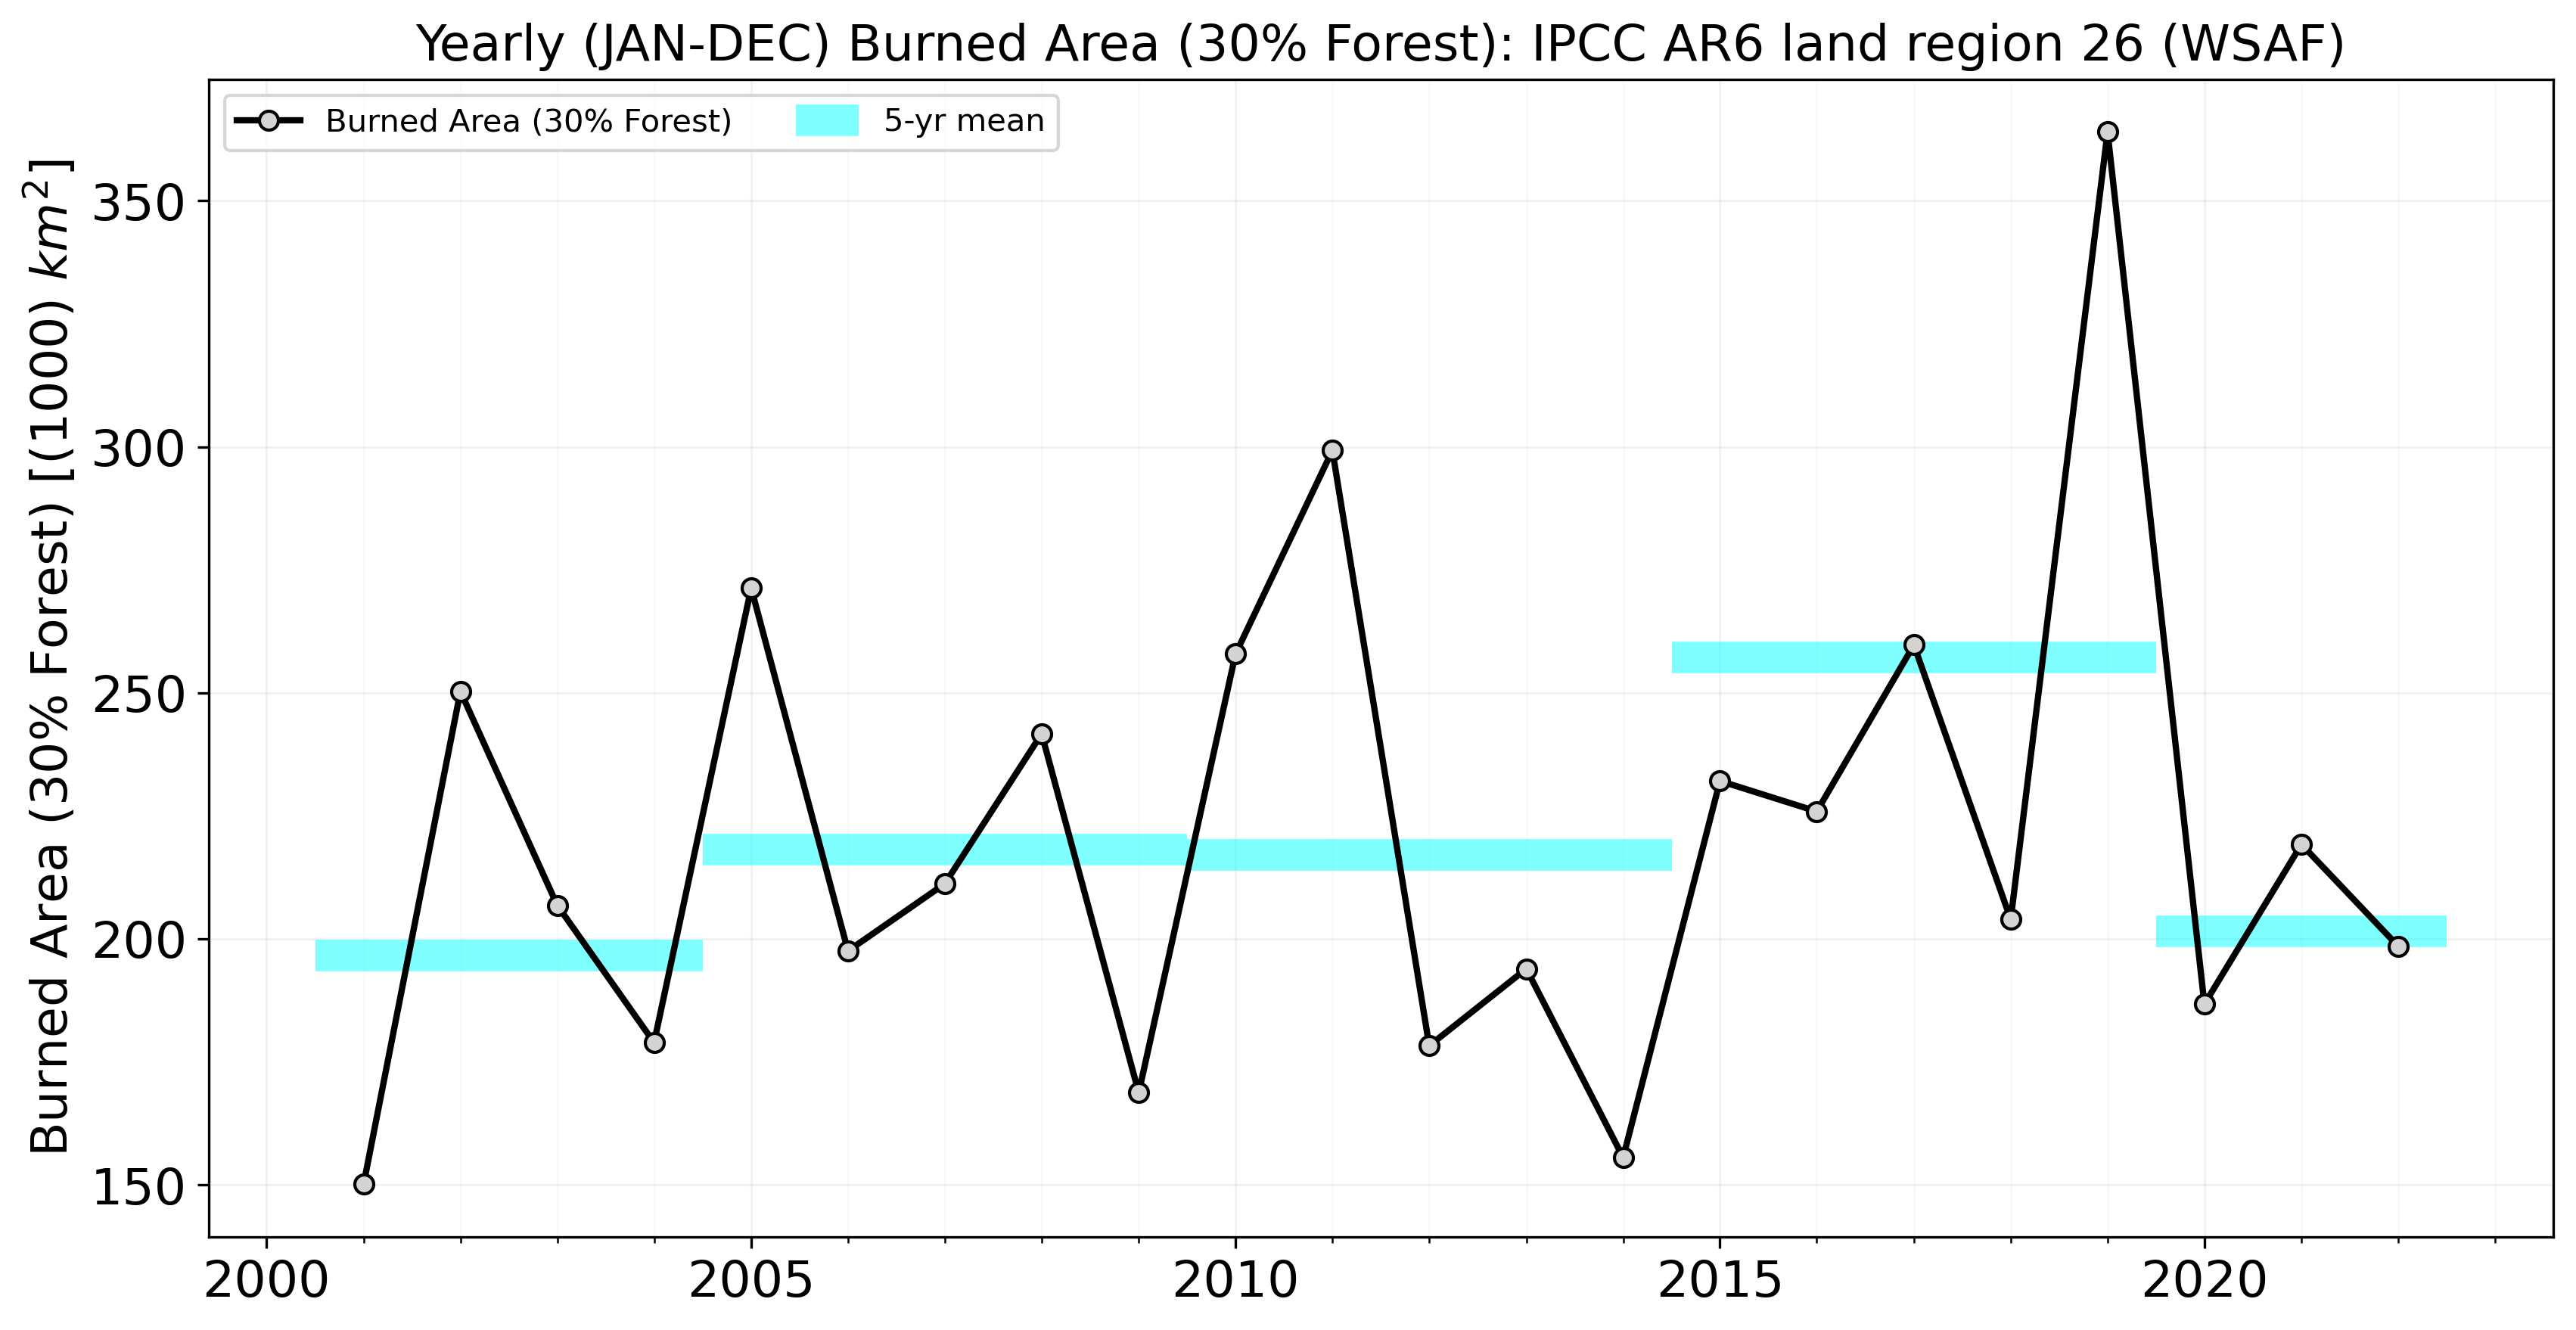 Yearly (JAN-DEC) Burned Area (30% Forest): IPCC AR6 land region 26 (WSAF)
Burned Area (30% Forest)
5-yr mean
Burned Area (30% Forest) [(1000) km²]
350
300
250
200
150
2000
2005
2010
2015
2020